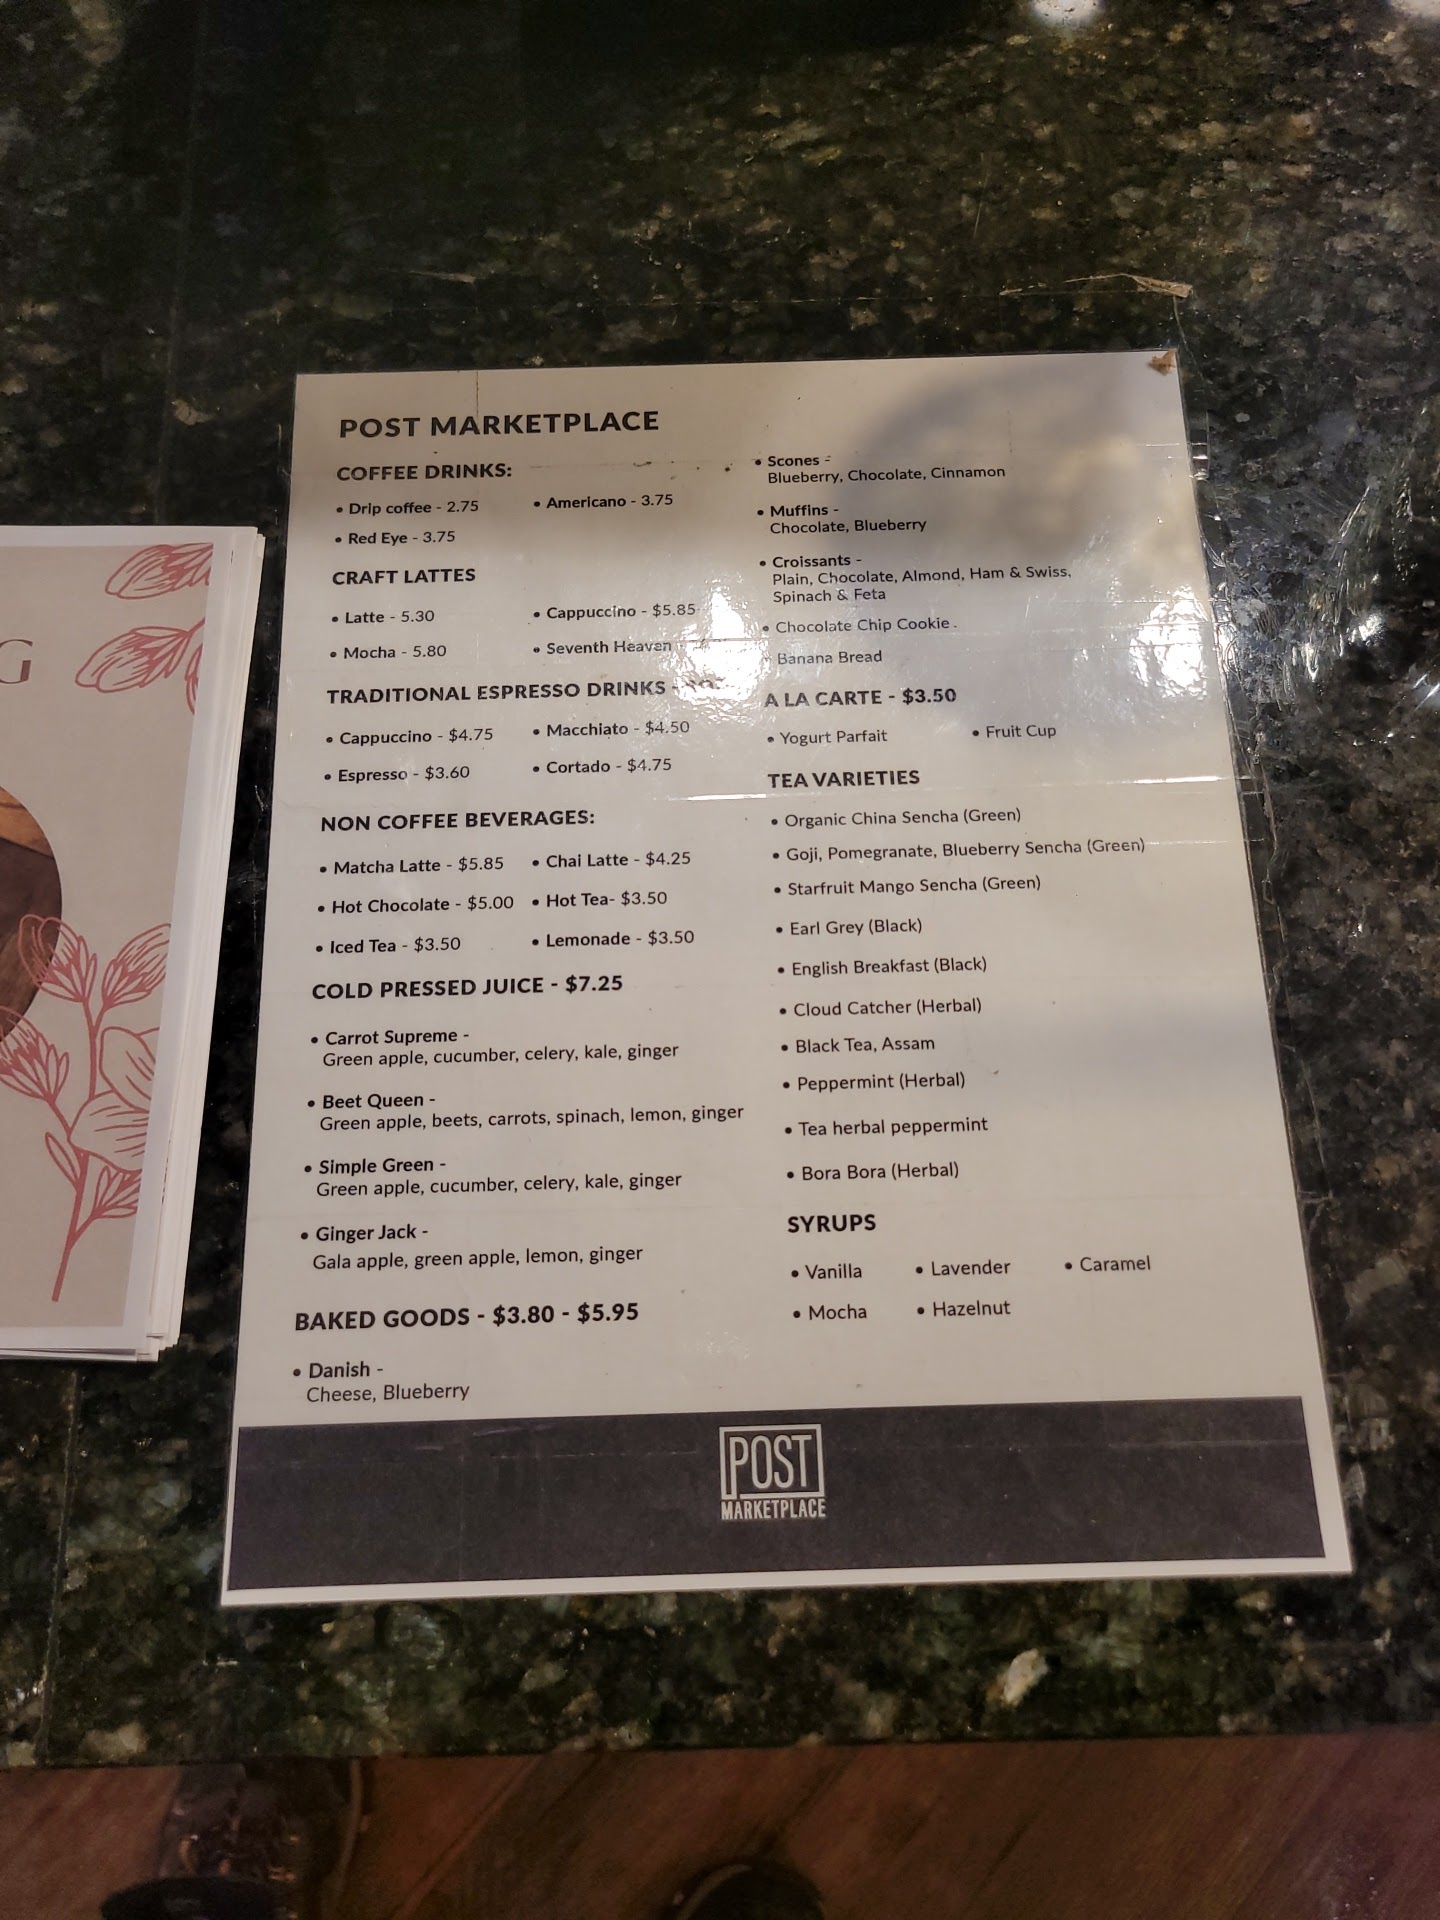 POST MARKETPLACE
COFFEE DRINKS:
• Drip coffee - 2.75
• Americano - 3.75
• Red Eye - 3.75
CRAFT LATTES
• Latte - 5.30
• Cappuccino - $5.85
• Mocha - 5.80
• Seventh Heaven
TRADITIONAL ESPRESSO DRINKS -
• Cappuccino - $4.75
• Macchiato - $4.50
• Espresso - $3.60
• Cortado - $4.75
NON COFFEE BEVERAGES:
• Matcha Latte - $5.85
• Chai Latte - $4.25
• Hot Chocolate - $5.00
• Hot Tea- $3.50
• Iced Tea - $3.50
• Lemonade - $3.50
COLD PRESSED JUICE - $7.25
• Carrot Supreme -
Green apple, cucumber, celery, kale, ginger
• Beet Queen -
Green apple, beets, carrots, spinach, lemon, ginger
• Simple Green -
Green apple, cucumber, celery, kale, ginger
• Ginger Jack -
Gala apple, green apple, lemon, ginger
BAKED GOODS - $3.80 - $5.95
• Danish -
Cheese, Blueberry
• Scones -
Blueberry, Chocolate, Cinnamon
• Muffins -
Chocolate, Blueberry
• Croissants -
Plain, Chocolate, Almond, Ham & Swiss,
Spinach & Feta
• Chocolate Chip Cookie
• Banana Bread
A LA CARTE - $3.50
• Yogurt Parfait
• Fruit Cup
TEA VARIETIES
• Organic China Sencha (Green)
• Goji, Pomegranate, Blueberry Sencha (Green)
• Starfruit Mango Sencha (Green)
• Earl Grey (Black)
• English Breakfast (Black)
• Cloud Catcher (Herbal)
• Black Tea, Assam
• Peppermint (Herbal)
• Tea herbal peppermint
• Bora Bora (Herbal)
SYRUPS
• Vanilla
• Lavender
• Caramel
• Mocha
• Hazelnut
POST
MARKETPLACE
G